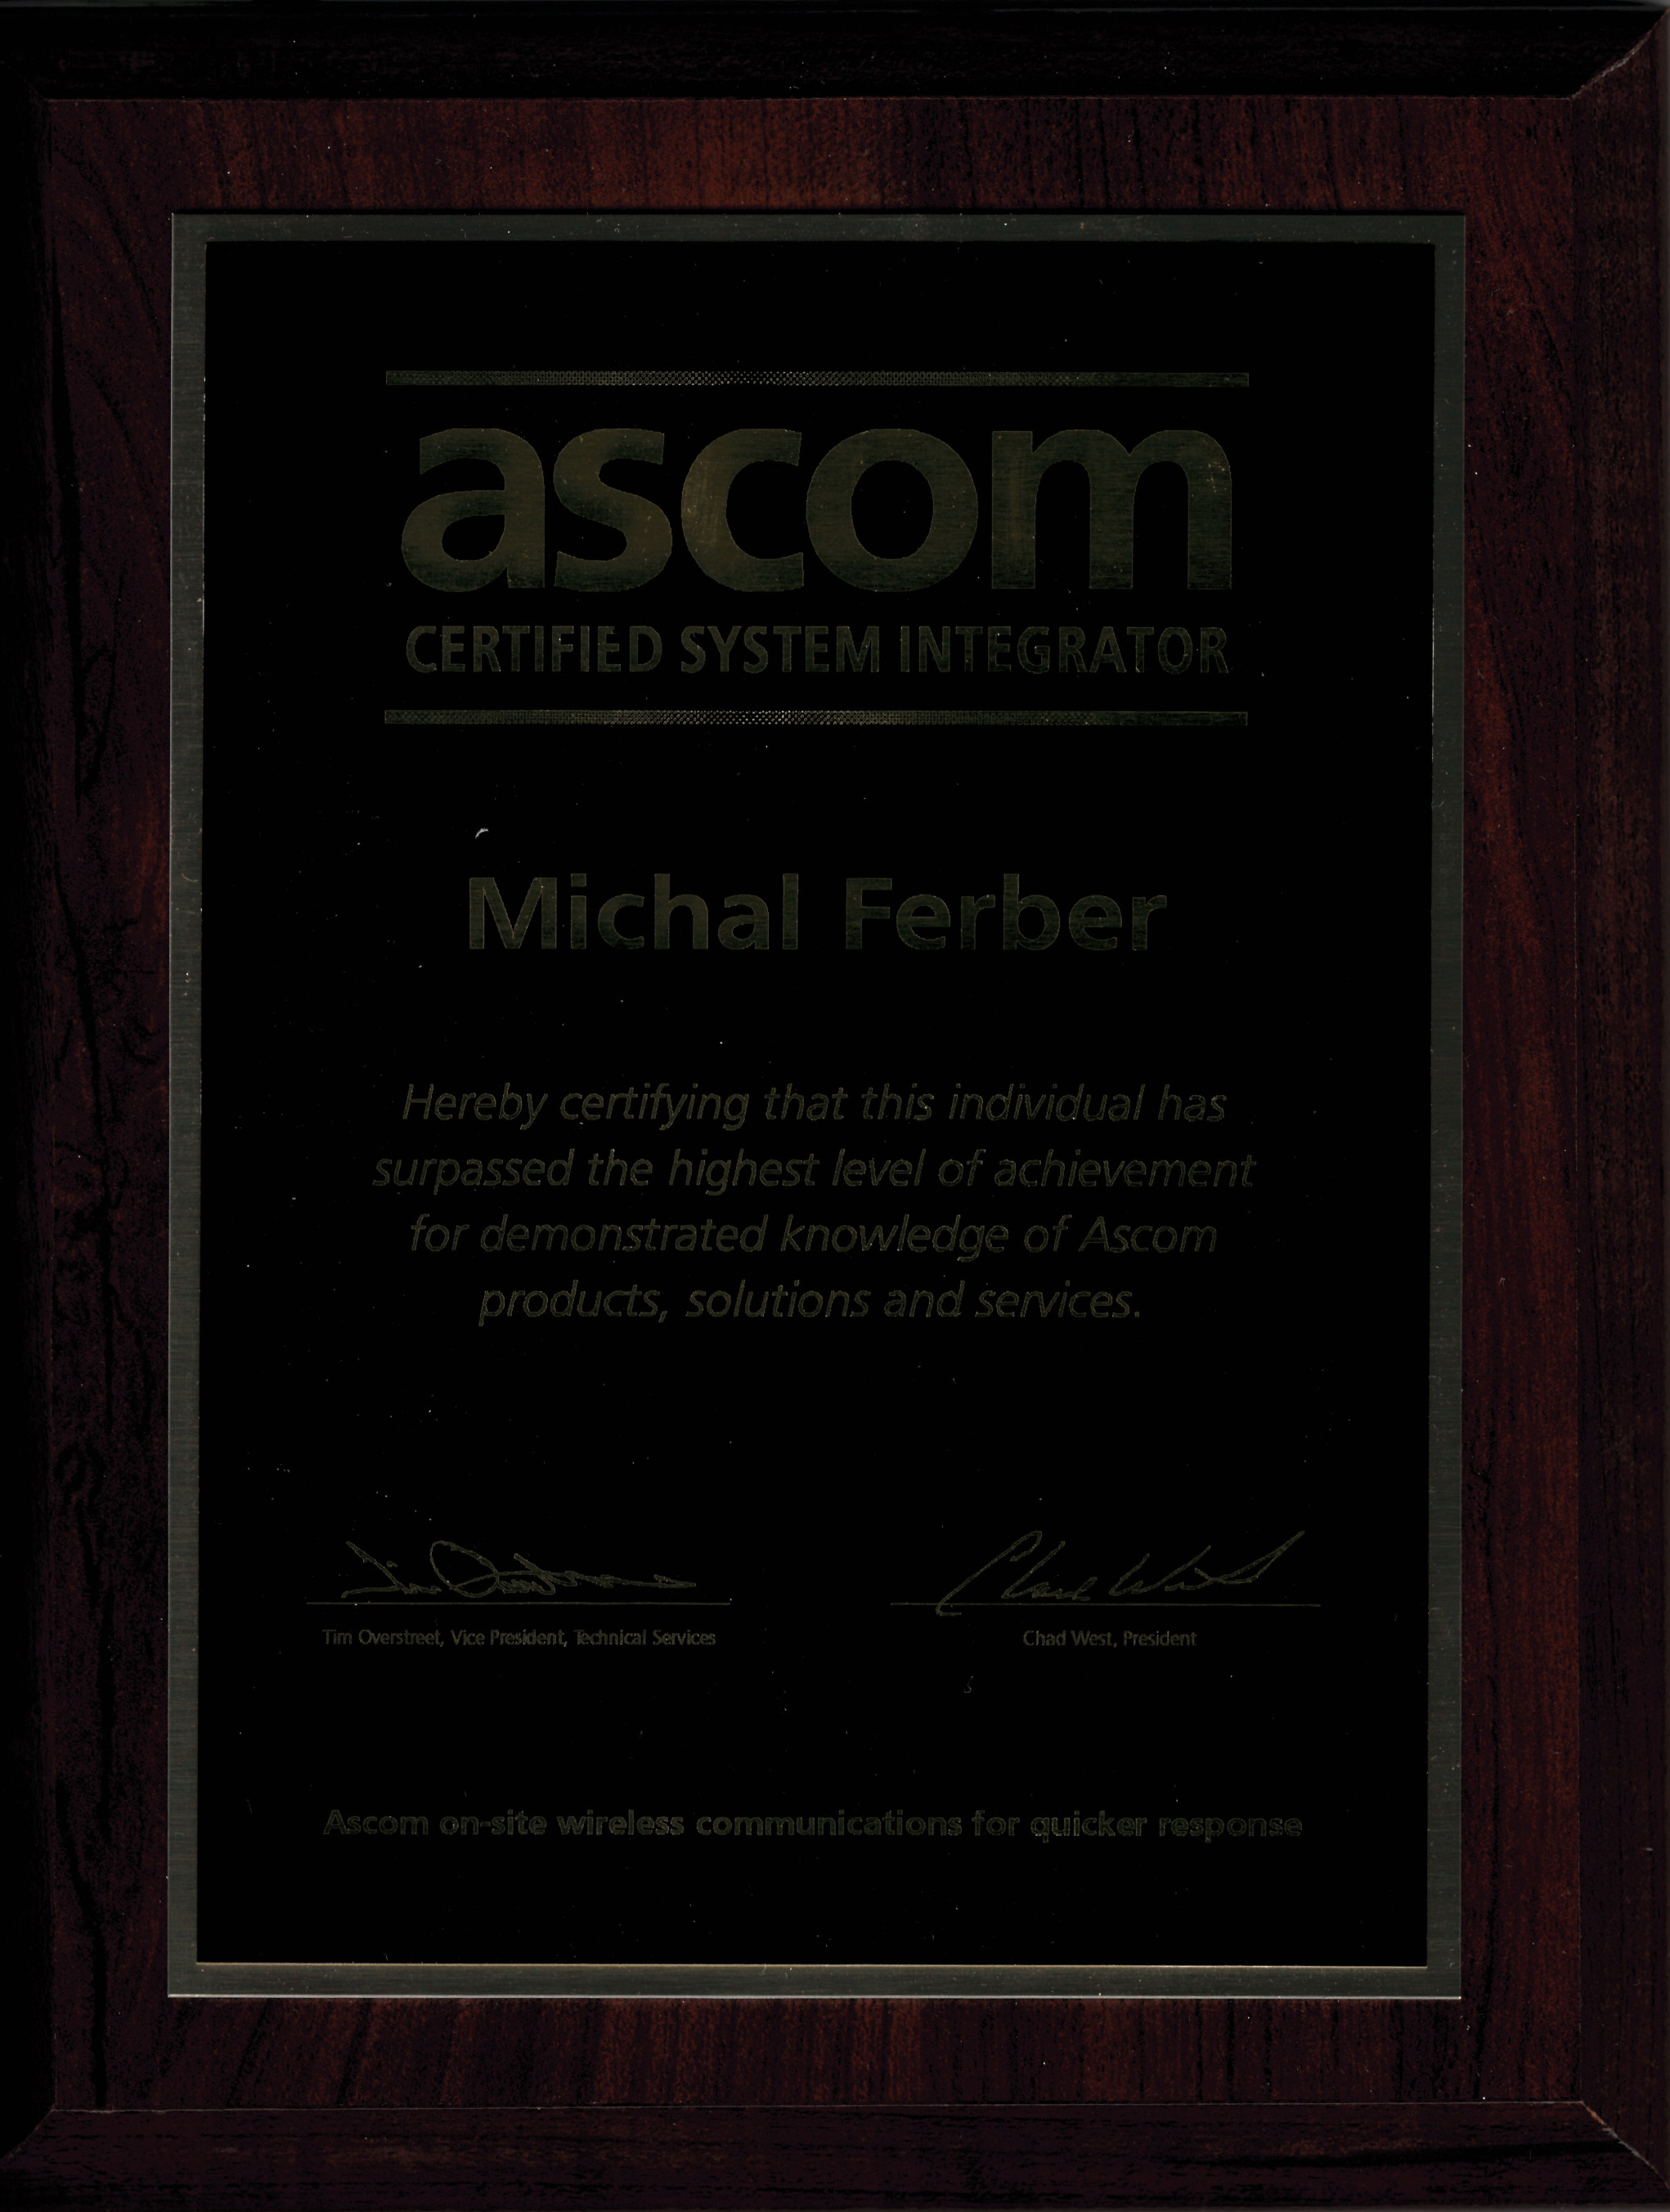 ascom
CERTIFIED SYSTEM INTEGRATOR
Michal Ferber
Hereby certifying that this individual has
surpassed the highest level of achievement
for demonstrated knowledge of Ascom
products, solutions and services.
Tim Overstreet, Vice President, Technical Services
Chad West, President
Ascom on-site wireless communications for quicker response